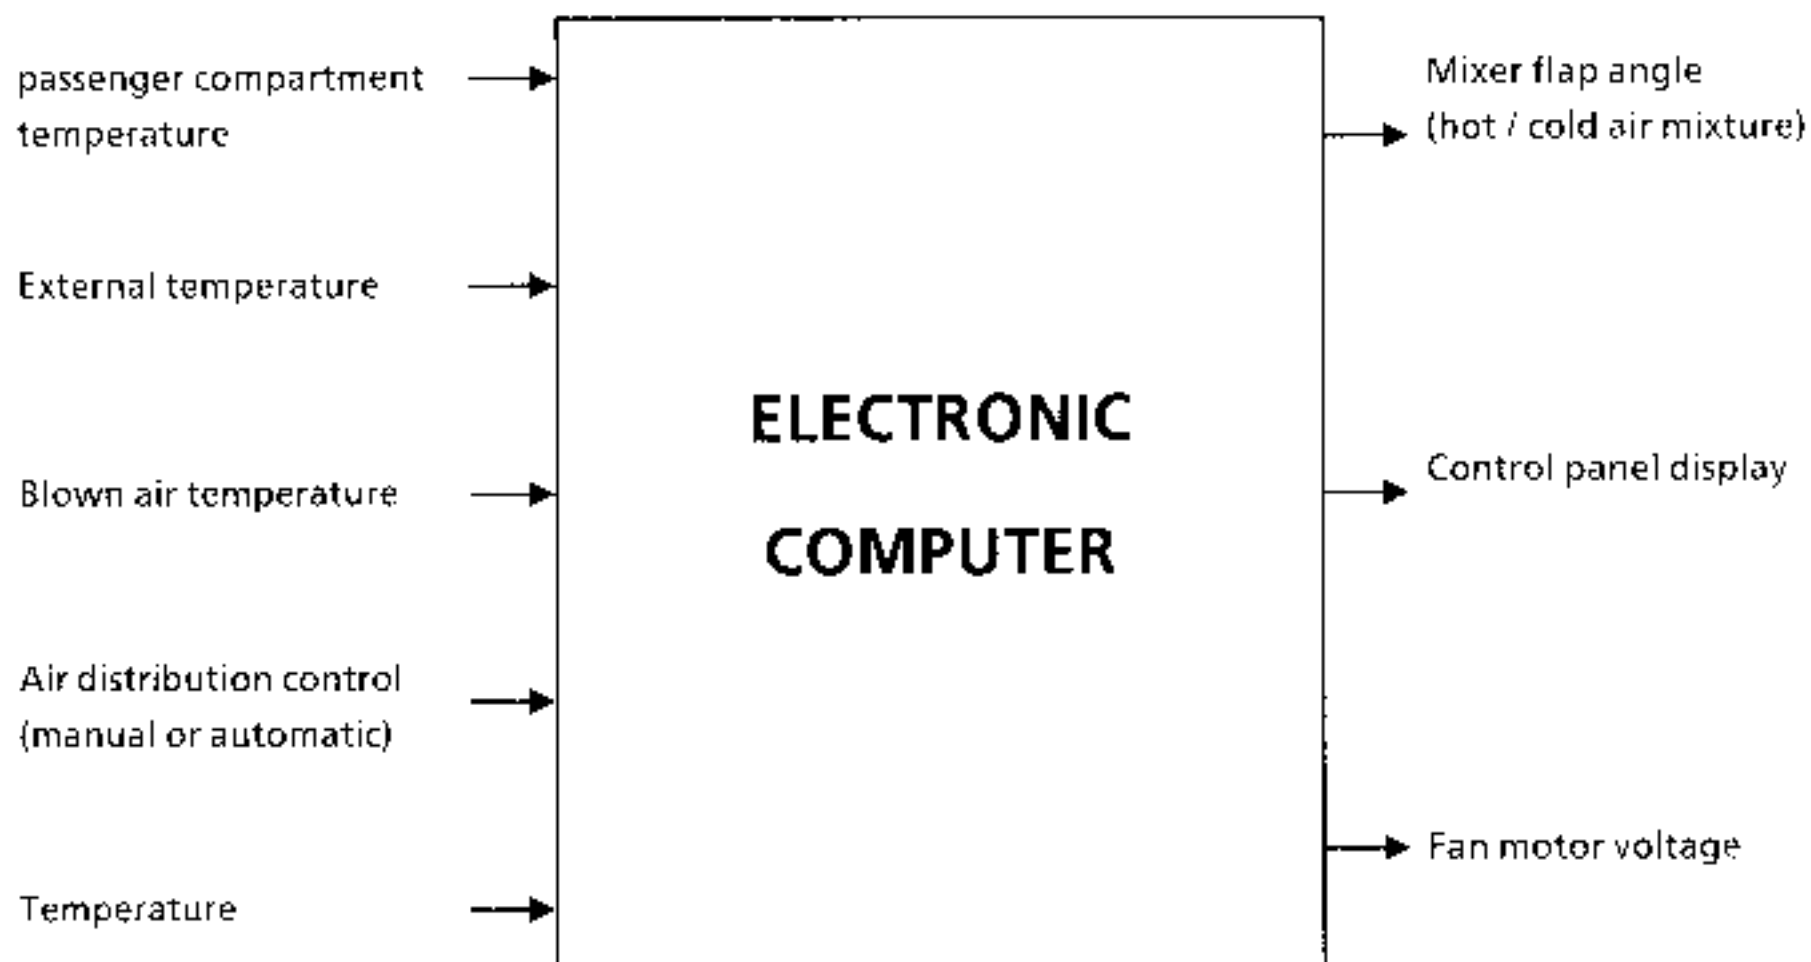 passenger compartment
temperature
External temperature
Blown air temperature
Air distribution control
(manual or automatic)
Temperature
ELECTRONIC
COMPUTER
Mixer flap angle
(hot / cold air mixture)
Control panel display
Fan motor voltage